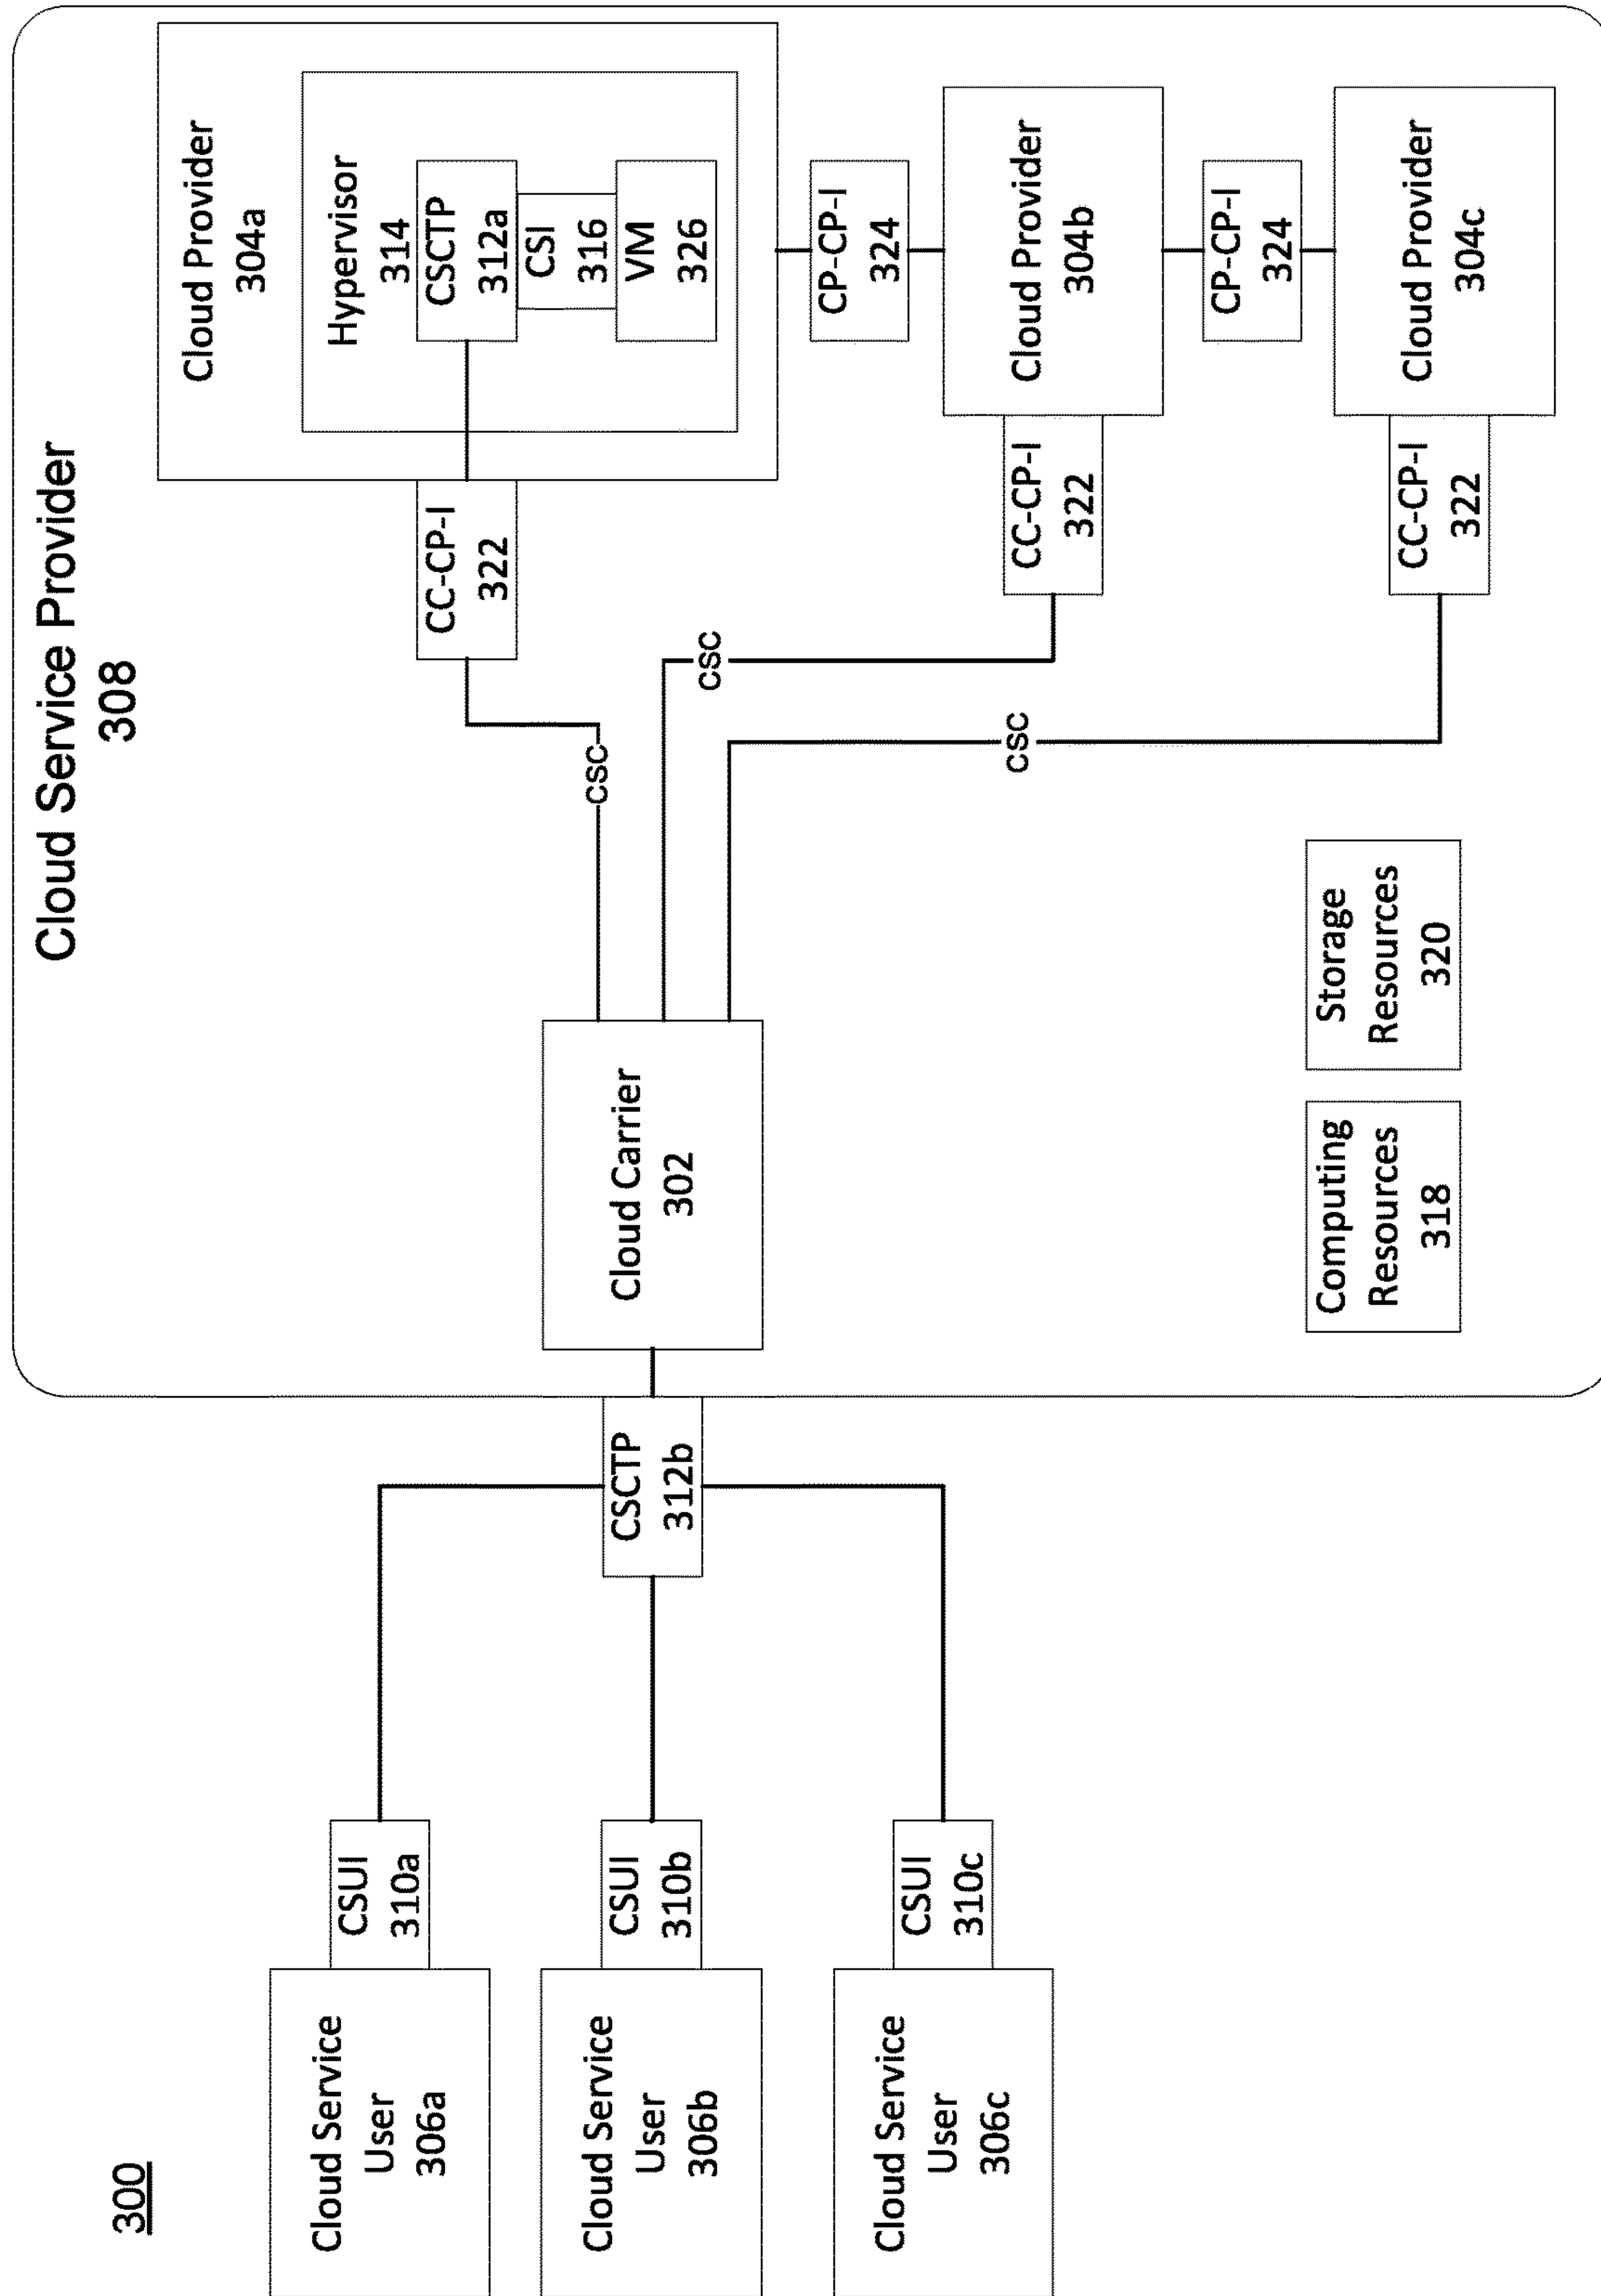 300
Cloud Service Provider
308
Cloud Service
User
306a
CSUI
310a
Cloud Service
User
306b
CSUI
310b
Cloud Service
User
306c
CSUI
310c
CSCTP
312b
Cloud Carrier
302
csc
csc
csc
Computing
Resources
318
Storage
Resources
320
CC-CP-I
322
Cloud Provider
304a
Hypervisor
314
CSCTP
312a
CSI
316
VM
326
CP-CP-I
324
CC-CP-I
322
Cloud Provider
304b
CP-CP-I
324
CC-CP-I
322
Cloud Provider
304c